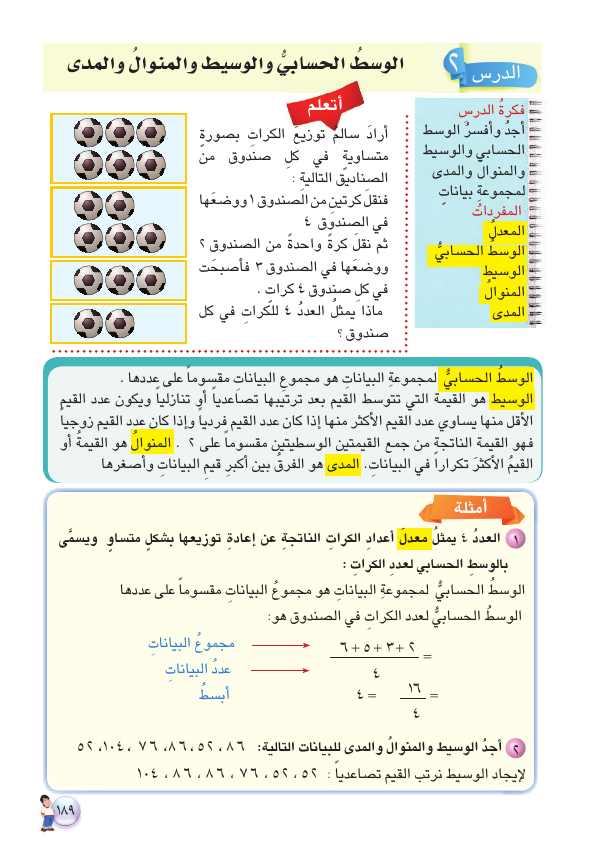 الدرس ٢
الوسطُ الحسابيُّ والوسيط والمنوالُ والمدى
فكرةُ الدرس
أجدُ وأفسرُ الوسط
الحسابي والوسيط
والمنوال والمدى
لمجموعة بياناتٍ
المفرداتُ
المعدلُ
الوسطُ الحسابيُّ
الوسيطُ
المنوالُ
المدى
أتعلم
أرادَ سالمٌ توزيعَ الكراتِ بصورةٍ
متساويةٍ في كلِ صندوق من
الصناديق التالية :
فنقلَ كرتينِ من الصندوق ١ ووضعَها
في الصندوق ٤
ثم نقلَ كرةً واحدةً من الصندوق ٢
ووضعَها في الصندوق ٣ فأصبحَت
في كلِ صندوق ٤ كرات .
ماذا يمثلُ العددُ ٤ للكراتِ في كل
صندوق ؟
الوسطُ الحسابيُّ لمجموعةِ البياناتِ هو مجموع البياناتِ مقسوماً على عددها .
الوسيط هو القيمة التي تتوسط القيم بعد ترتيبها تصاعدياً أو تنازلياً ويكون عدد القيم
الأقل منها يساوي عدد القيم الأكثر منها إذا كان عدد القيم فردياً وإذا كان عدد القيم زوجياً
فهو القيمة الناتجة من جمع القيمتين الوسطيتين مقسوما على ٢ . المنوالُ هو القيمةُ أو
القيمُ الأكثرَ تكراراً في البياناتِ. المدى هو الفرقُ بين أكبرِ قيمِ البياناتِ وأصغرها
أمثلة
١ العددُ ٤ يمثلُ معدلَ أعدادِ الكراتِ الناتجةِ عن إعادةِ توزيعها بشكلٍ متساوٍ ويسمَّى
بالوسطِ الحسابي لعددِ الكراتِ :
الوسطُ الحسابيُّ لمجموعةِ البياناتِ هو مجموعُ البياناتِ مقسوماً على عددها
الوسطُ الحسابيُّ لعدد الكراتِ في الصندوق هو:
= ٦ + ٥ + ٣ + ٢ مجموعُ البياناتِ
٤ عددُ البياناتِ
= ١٦ = ٤ أبسطُ
٤
٢ أجدُ الوسيط والمنوالُ والمدى للبيانات التالية: ٨٦ ، ٥٢ ،٨٦، ٧٦ ، ١٠٤، ٥٢
لإيجاد الوسيط نرتب القيم تصاعدياً : ٥٢ ، ٥٢ ، ٧٦ ، ٨٦ ، ٨٦ ، ١٠٤
١٨٩